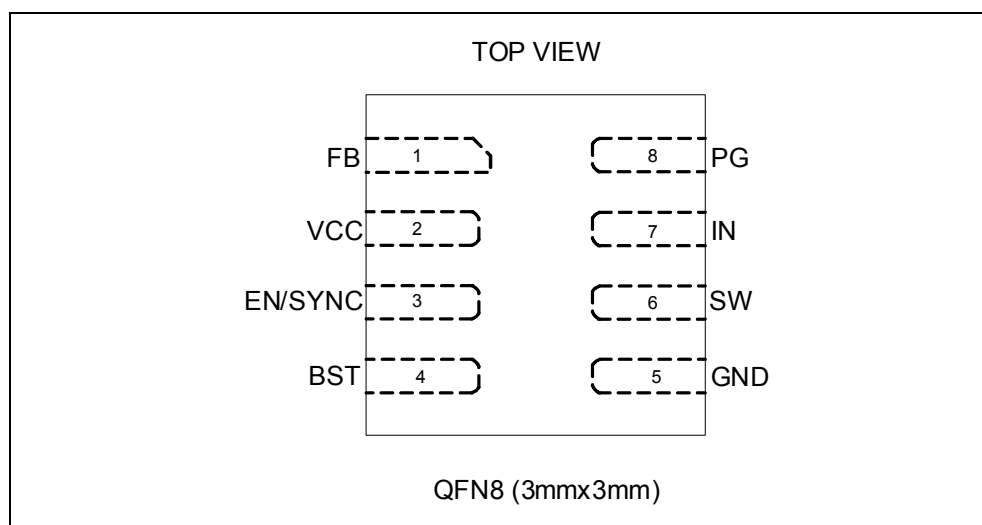 TOP VIEW
FB 1 8 PG
VCC 2 7 IN
EN/SYNC 3 6 SW
BST 4 5 GND
QFN8 (3mmx3mm)